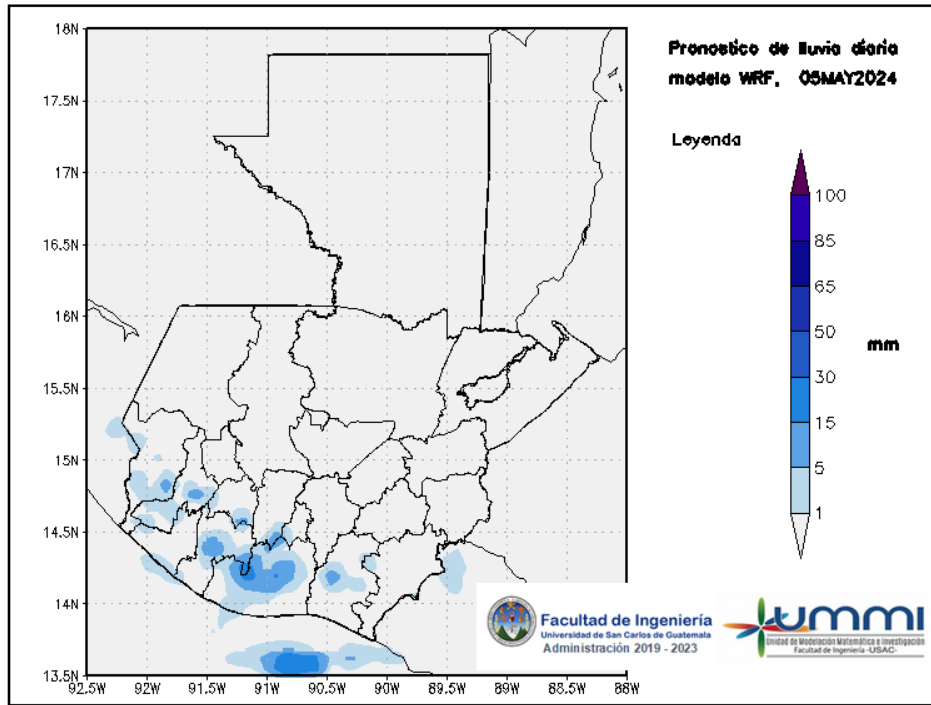 18N
17.5N
17N
16.5N
16N
15.5N
15N
14.5N
14N
13.5N
92.5W
92W
91.5W
91W
90.5W
90W
89.5W
89W
88.5W
88W
Pronostico de lluvia diaria
modelo WRF, 05MAY2024
Leyenda
100
85
65
50
30
15
5
1
mm
Facultad de Ingeniería
Universidad de San Carlos de Guatemala
Administración 2019 - 2023
UMMI
Unidad de Modelación Matemática e Investigación
Facultad de Ingeniería -USAC-